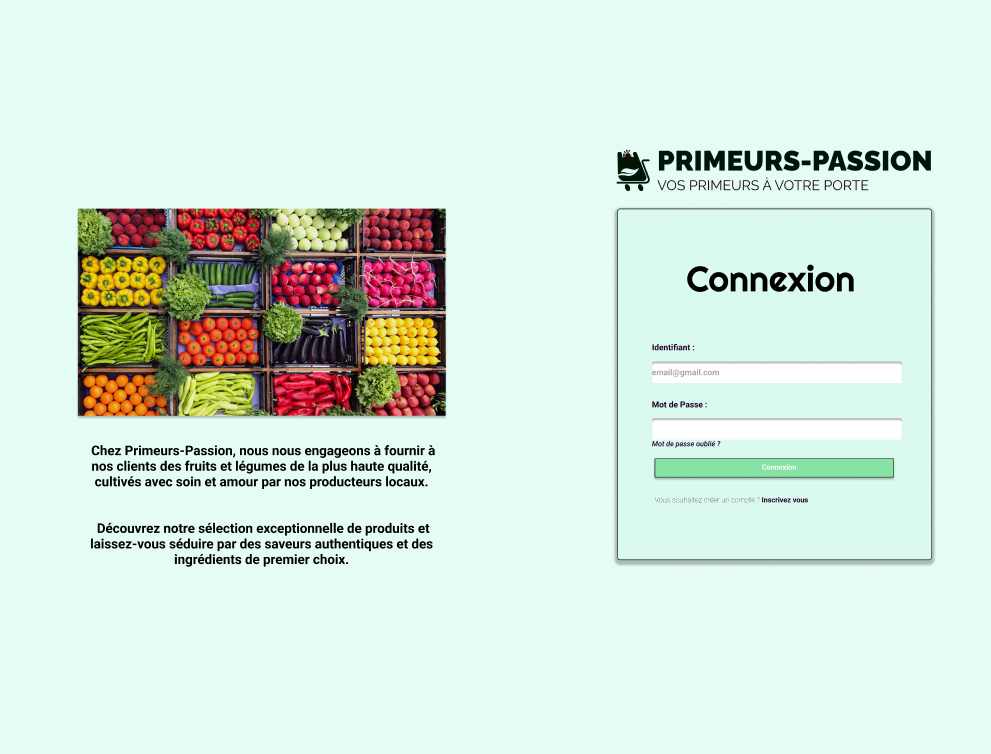 PRIMEURS-PASSION
VOS PRIMEURS À VOTRE PORTE
Chez Primeurs-Passion, nous nous engageons à fournir à
nos clients des fruits et légumes de la plus haute qualité,
cultivés avec soin et amour par nos producteurs locaux.
Découvrez notre sélection exceptionnelle de produits et
laissez-vous séduire par des saveurs authentiques et des
ingrédients de premier choix.
Connexion
Identifiant :
email@gmail.com
Mot de Passe :
Mot de passe oublié ?
Connexion
Vous souhaitez créer un compte ? Inscrivez vous